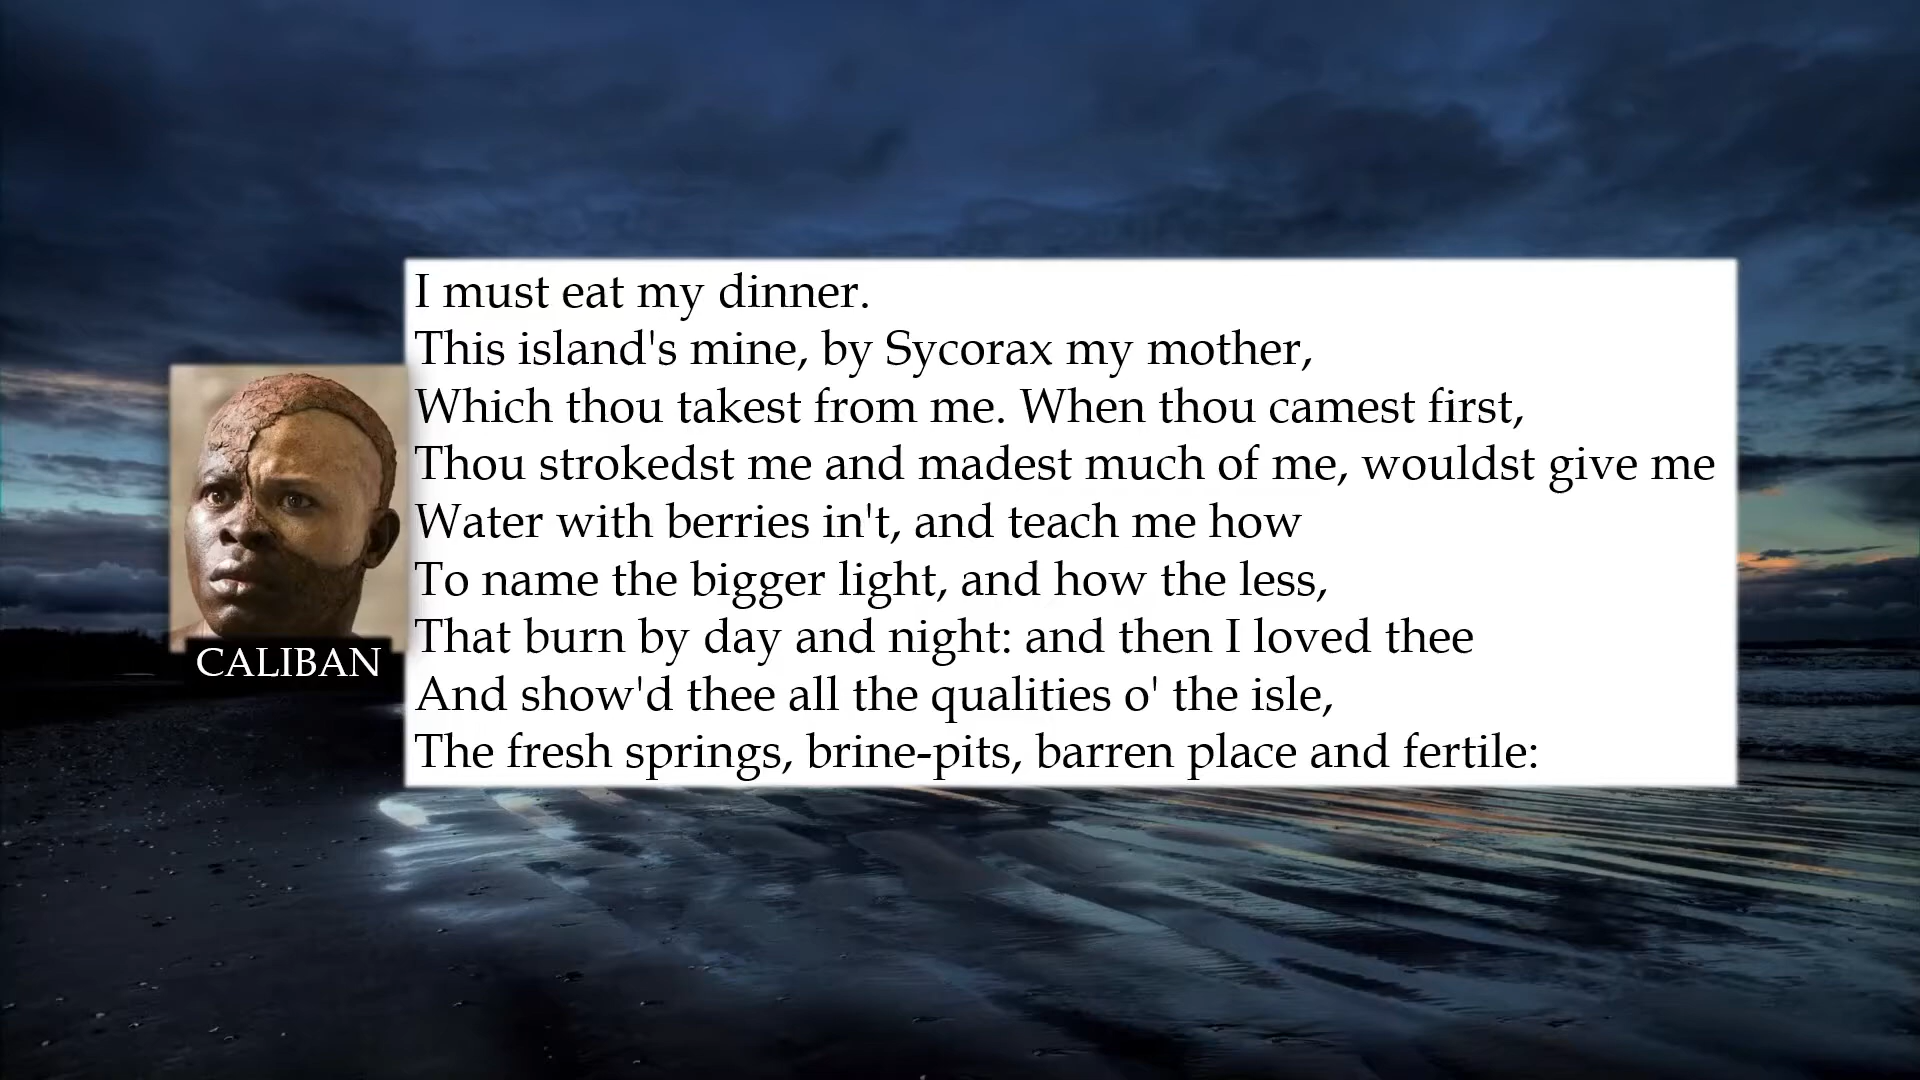 I must eat my dinner.
This island's mine, by Sycorax my mother,
Which thou takest from me. When thou camest first,
Thou strokedst me and madest much of me, wouldst give me
Water with berries in't, and teach me how
To name the bigger light, and how the less,
That burn by day and night: and then I loved thee
And show'd thee all the qualities o' the isle,
The fresh springs, brine-pits, barren place and fertile:
CALIBAN